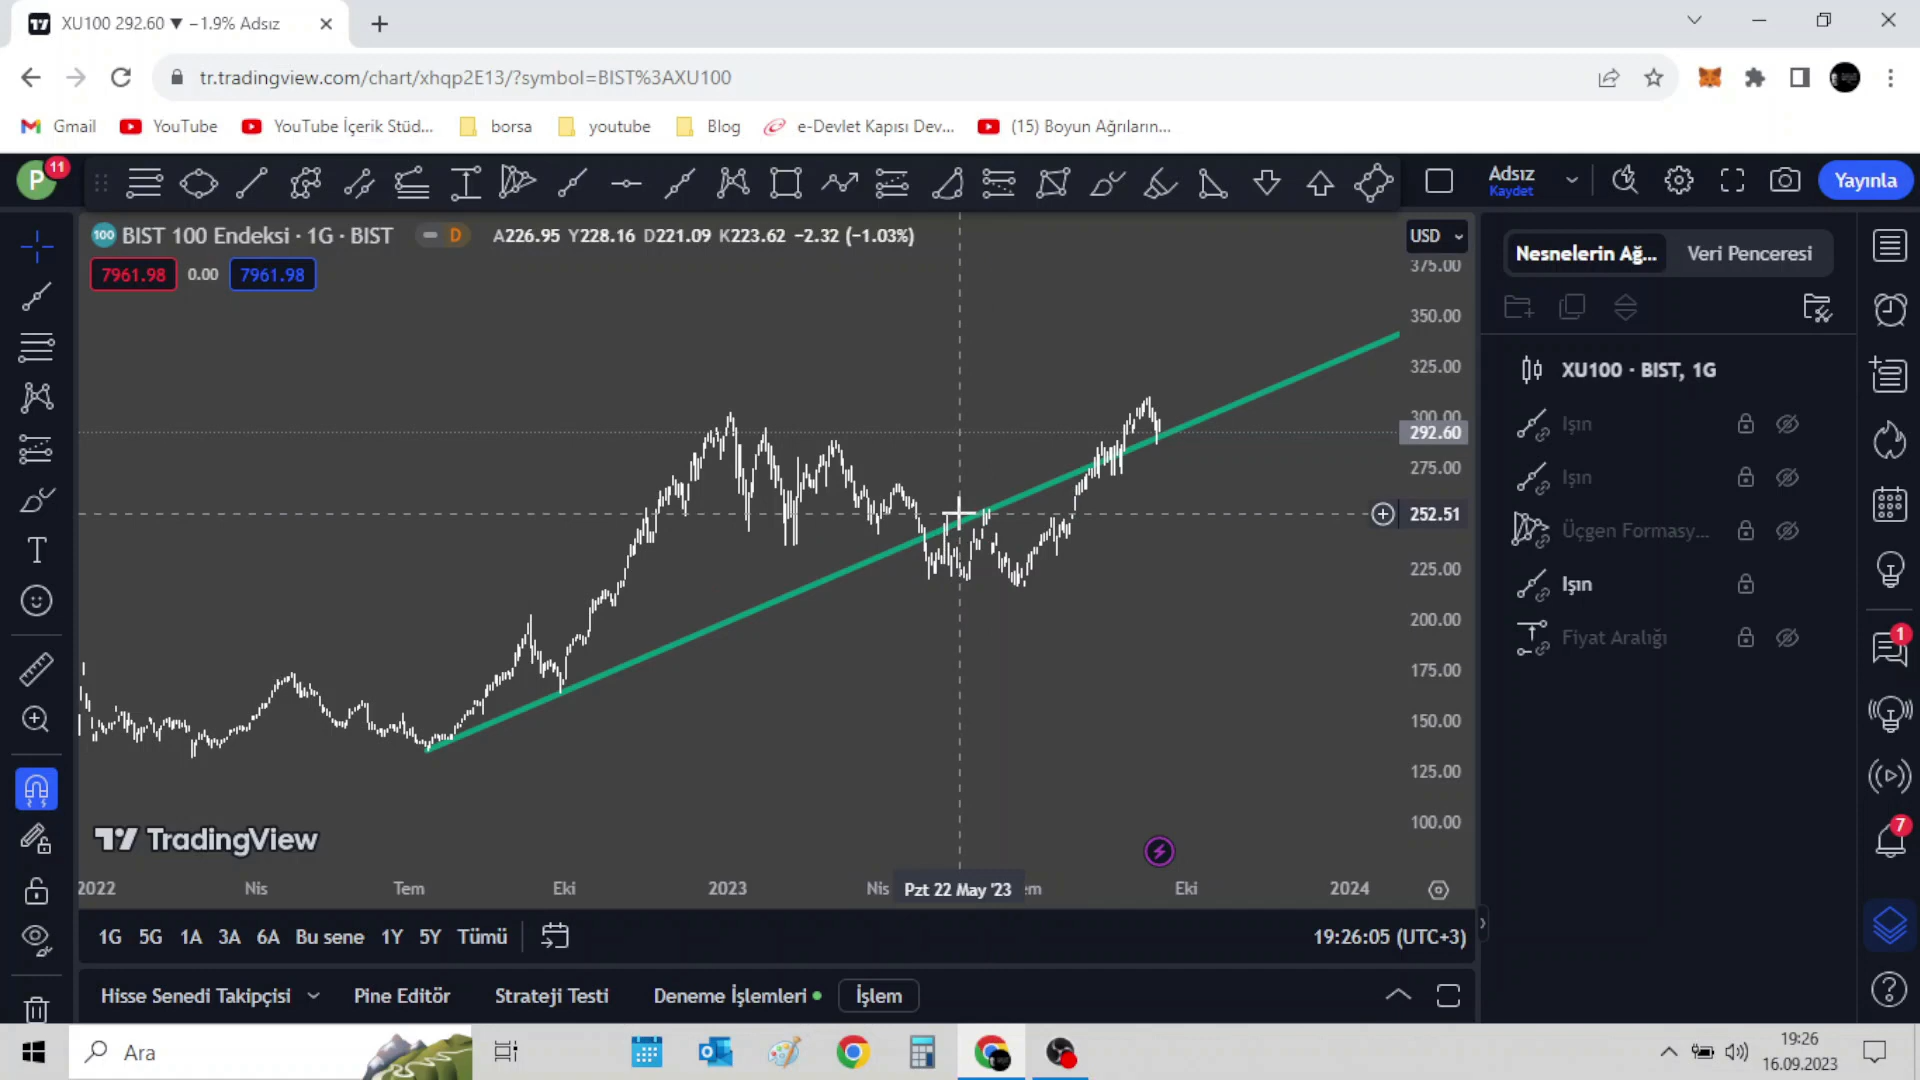 XU100 292.60 ▼ −1.9% Adsız
tr.tradingview.com/chart/xhqp2E13/?symbol=BIST%3AXU100
Gmail YouTube YouTube İçerik Stüd... borsa youtube Blog e-Devlet Kapısı Dev... (15) Boyun Ağrıların...
P 11
Adsız
Kaydet
Yayınla
100 BIST 100 Endeksi · 1G · BIST D A226.95 Y228.16 D221.09 K223.62 −2.32 (−1.03%)
USD
7961.98 0.00 7961.98
375.00
350.00
325.00
300.00
292.60
275.00
252.51
225.00
200.00
175.00
150.00
125.00
100.00
Nesnelerin Ağ... Veri Penceresi
XU100 · BIST, 1G
Işın
Işın
Üçgen Formasy...
Işın
Fiyat Aralığı
1
7
TradingView
2022 Nis Tem Eki 2023 Nis Pzt 22 May '23 em Eki 2024
1G 5G 1A 3A 6A Bu sene 1Y 5Y Tümü
19:26:05 (UTC+3)
Hisse Senedi Takipçisi Pine Editör Strateji Testi Deneme İşlemleri İşlem
Ara
19:26
16.09.2023